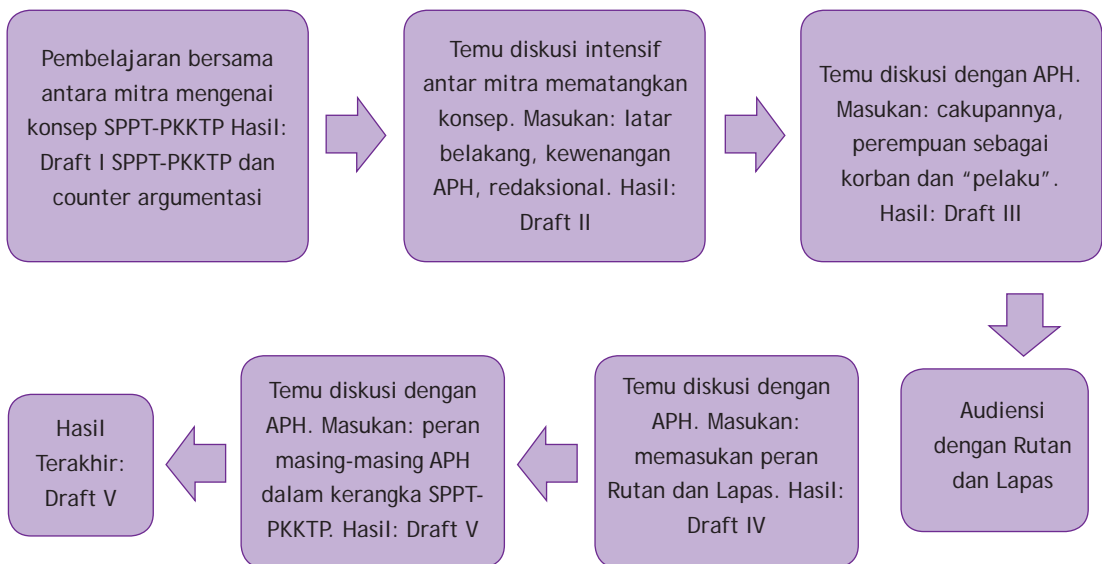 Pembelajaran bersama
antara mitra mengenai
konsep SPPT-PKKTP Hasil:
Draft I SPPT-PKKTP dan
counter argumentasi
Temu diskusi intensif
antar mitra mematangkan
konsep. Masukan: latar
belakang, kewenangan
APH, redaksional. Hasil:
Draft II
Temu diskusi dengan APH.
Masukan: cakupannya,
perempuan sebagai
korban dan “pelaku”.
Hasil: Draft III
Audiensi
dengan Rutan
dan Lapas
Temu diskusi dengan
APH. Masukan:
memasukan peran
Rutan dan Lapas. Hasil:
Draft IV
Temu diskusi dengan
APH. Masukan: peran
masing-masing APH
dalam kerangka SPPT-
PKKTP. Hasil: Draft V
Hasil
Terakhir:
Draft V